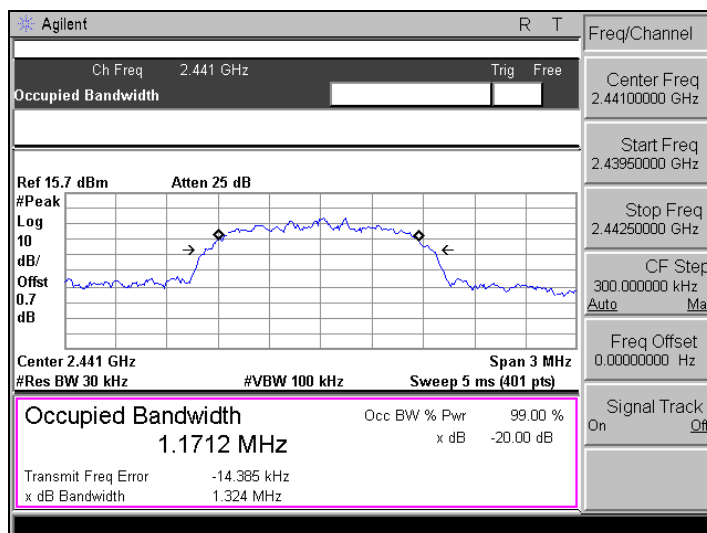 Agilent
R T
Ch Freq 2.441 GHz Trig Free
Occupied Bandwidth
Ref 15.7 dBm Atten 25 dB
#Peak
Log
10
dB/
Offst
0.7
dB
Center 2.441 GHz Span 3 MHz
#Res BW 30 kHz #VBW 100 kHz Sweep 5 ms (401 pts)
Occupied Bandwidth
1.1712 MHz
Occ BW % Pwr 99.00 %
x dB -20.00 dB
Transmit Freq Error -14.385 kHz
x dB Bandwidth 1.324 MHz
Freq/Channel
Center Freq
2.44100000 GHz
Start Freq
2.43950000 GHz
Stop Freq
2.44250000 GHz
CF Step
300.000000 kHz
Auto Ma
Freq Offset
0.00000000 Hz
Signal Track
On Off